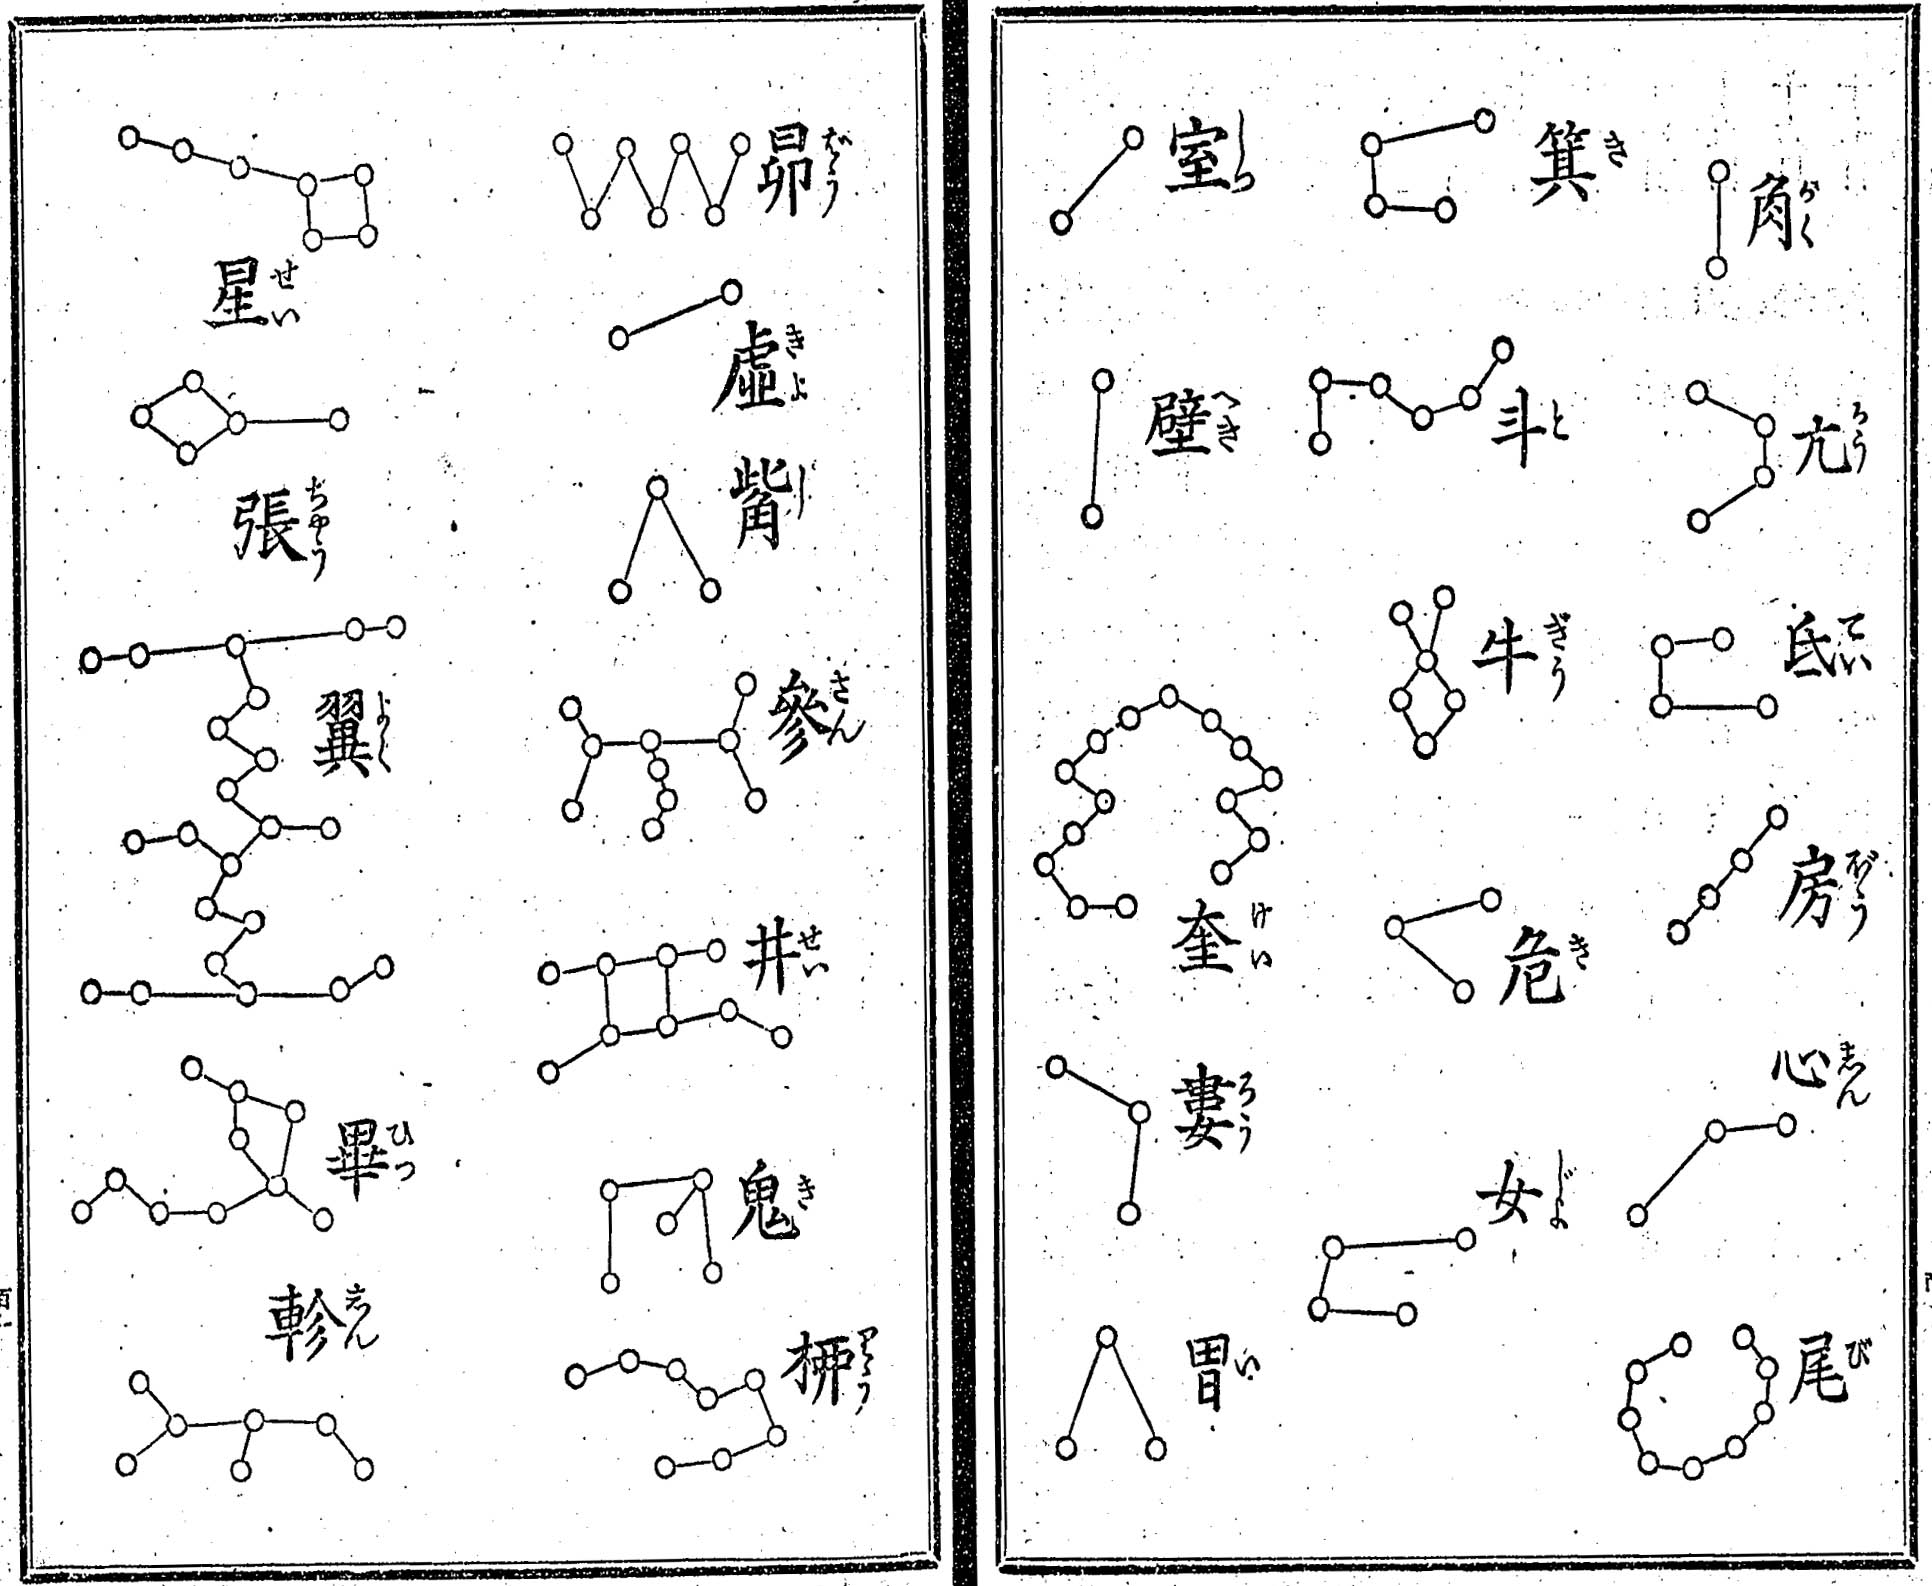 角 がく
亢 かう
氐 てい
房 ばう
心 しん
尾 び
箕 き
斗 と
牛 ぎう
危 き
女 じよ
室 しつ
壁 へき
奎 けい
婁 ろう
胃 い
昴 ばう
虛 きよ
觜 し
參 さん
井 せい
鬼 き
桺 りう
星 せい
張 ちやう
翼 よく
畢 ひつ
軫 しん